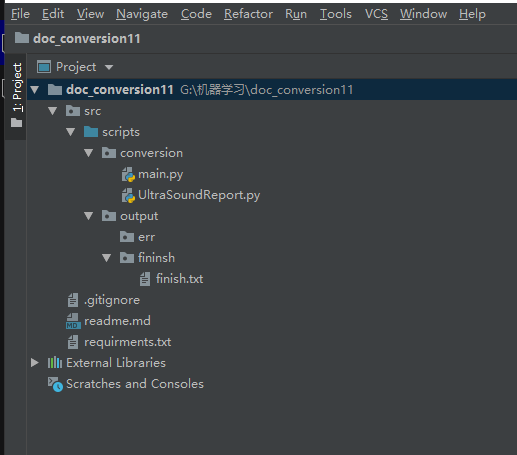 File Edit View Navigate Code Refactor Run Tools VCS Window Help
doc_conversion11
1: Project
Project
doc_conversion11 G:\机器学习\doc_conversion11
src
scripts
conversion
main.py
UltraSoundReport.py
output
err
fininsh
finish.txt
.gitignore
MD readme.md
requirments.txt
External Libraries
Scratches and Consoles